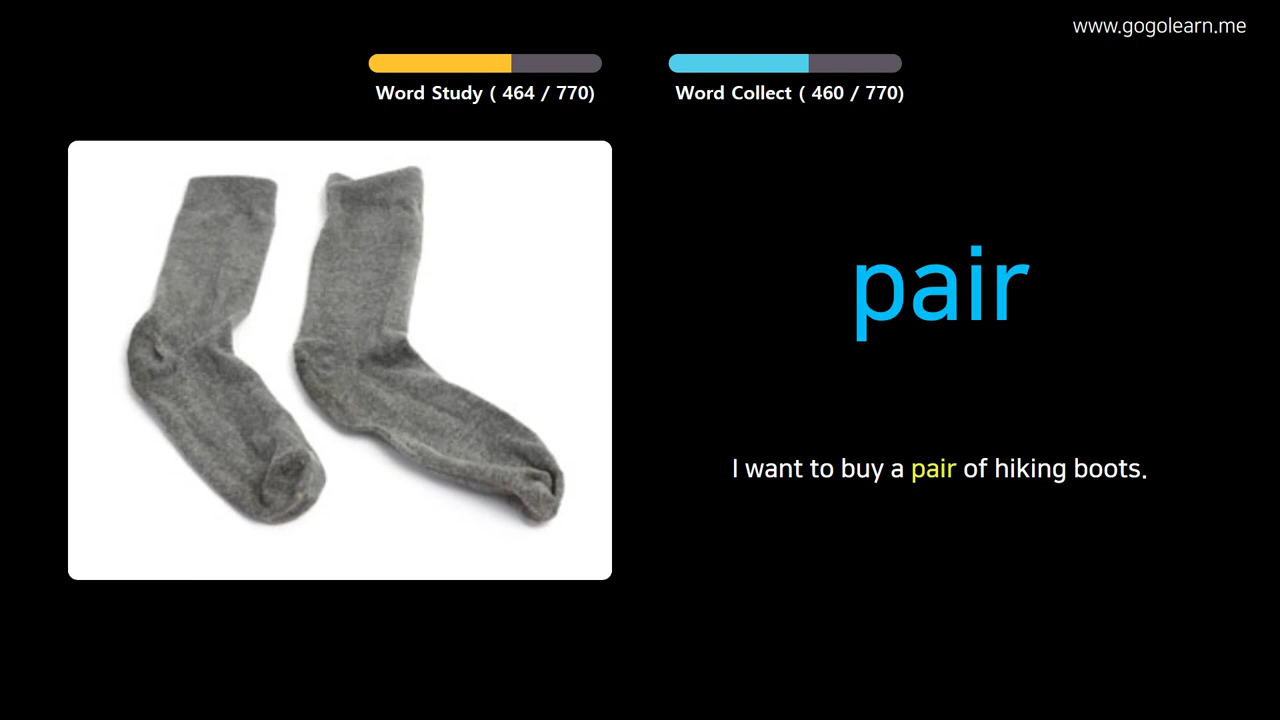 www.gogolearn.me
Word Study ( 464 / 770)
Word Collect ( 460 / 770)
pair
I want to buy a pair of hiking boots.